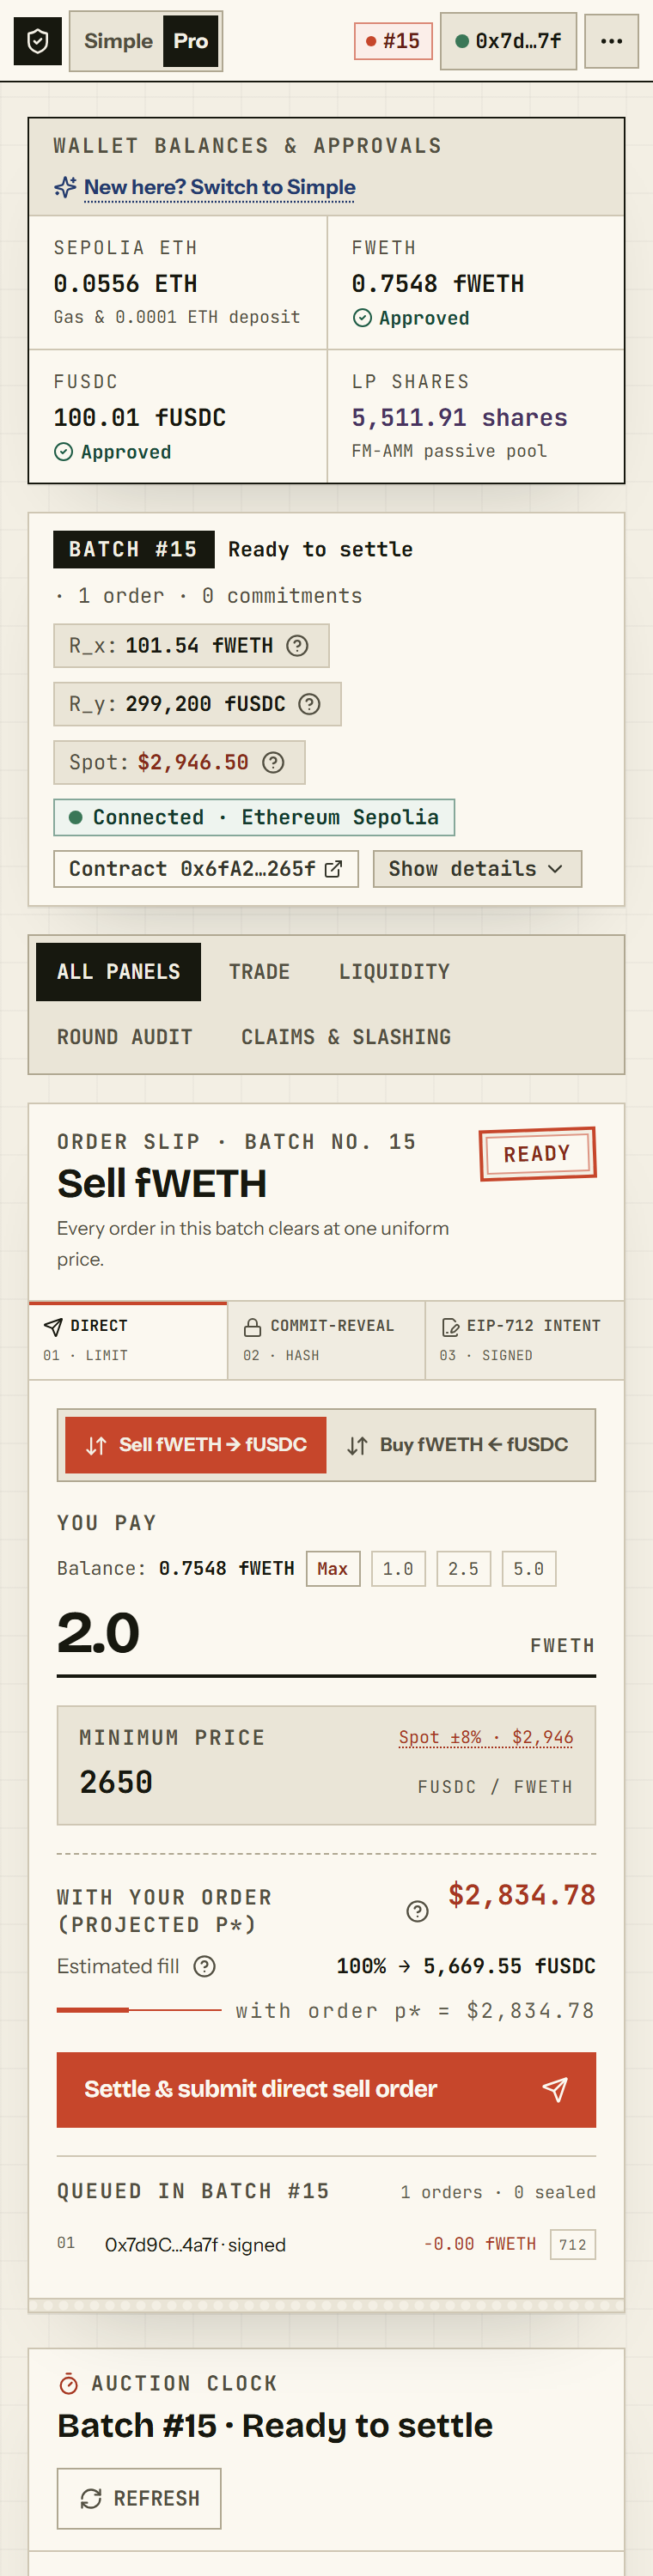 Simple Pro #15 0x7d…7f
WALLET BALANCES & APPROVALS
New here? Switch to Simple
SEPOLIA ETH
0.0556 ETH
Gas & 0.0001 ETH deposit
FWETH
0.7548 fWETH
Approved
FUSDC
100.01 fUSDC
Approved
LP SHARES
5,511.91 shares
FM-AMM passive pool
BATCH #15 Ready to settle
· 1 order · 0 commitments
R_x: 101.54 fWETH
R_y: 299,200 fUSDC
Spot: $2,946.50
Connected · Ethereum Sepolia
Contract 0x6fA2…265f Show details
ALL PANELS TRADE LIQUIDITY
ROUND AUDIT CLAIMS & SLASHING
ORDER SLIP · BATCH NO. 15
READY
Sell fWETH
Every order in this batch clears at one uniform
price.
DIRECT
01 · LIMIT
COMMIT-REVEAL
02 · HASH
EIP-712 INTENT
03 · SIGNED
Sell fWETH → fUSDC Buy fWETH ← fUSDC
YOU PAY
Balance: 0.7548 fWETH Max 1.0 2.5 5.0
2.0 FWETH
MINIMUM PRICE Spot ±8% · $2,946
2650 FUSDC / FWETH
WITH YOUR ORDER
(PROJECTED P*)
$2,834.78
Estimated fill 100% → 5,669.55 fUSDC
with order p* = $2,834.78
Settle & submit direct sell order
QUEUED IN BATCH #15 1 orders · 0 sealed
01 0x7d9C…4a7f · signed -0.00 fWETH 712
AUCTION CLOCK
Batch #15 · Ready to settle
REFRESH